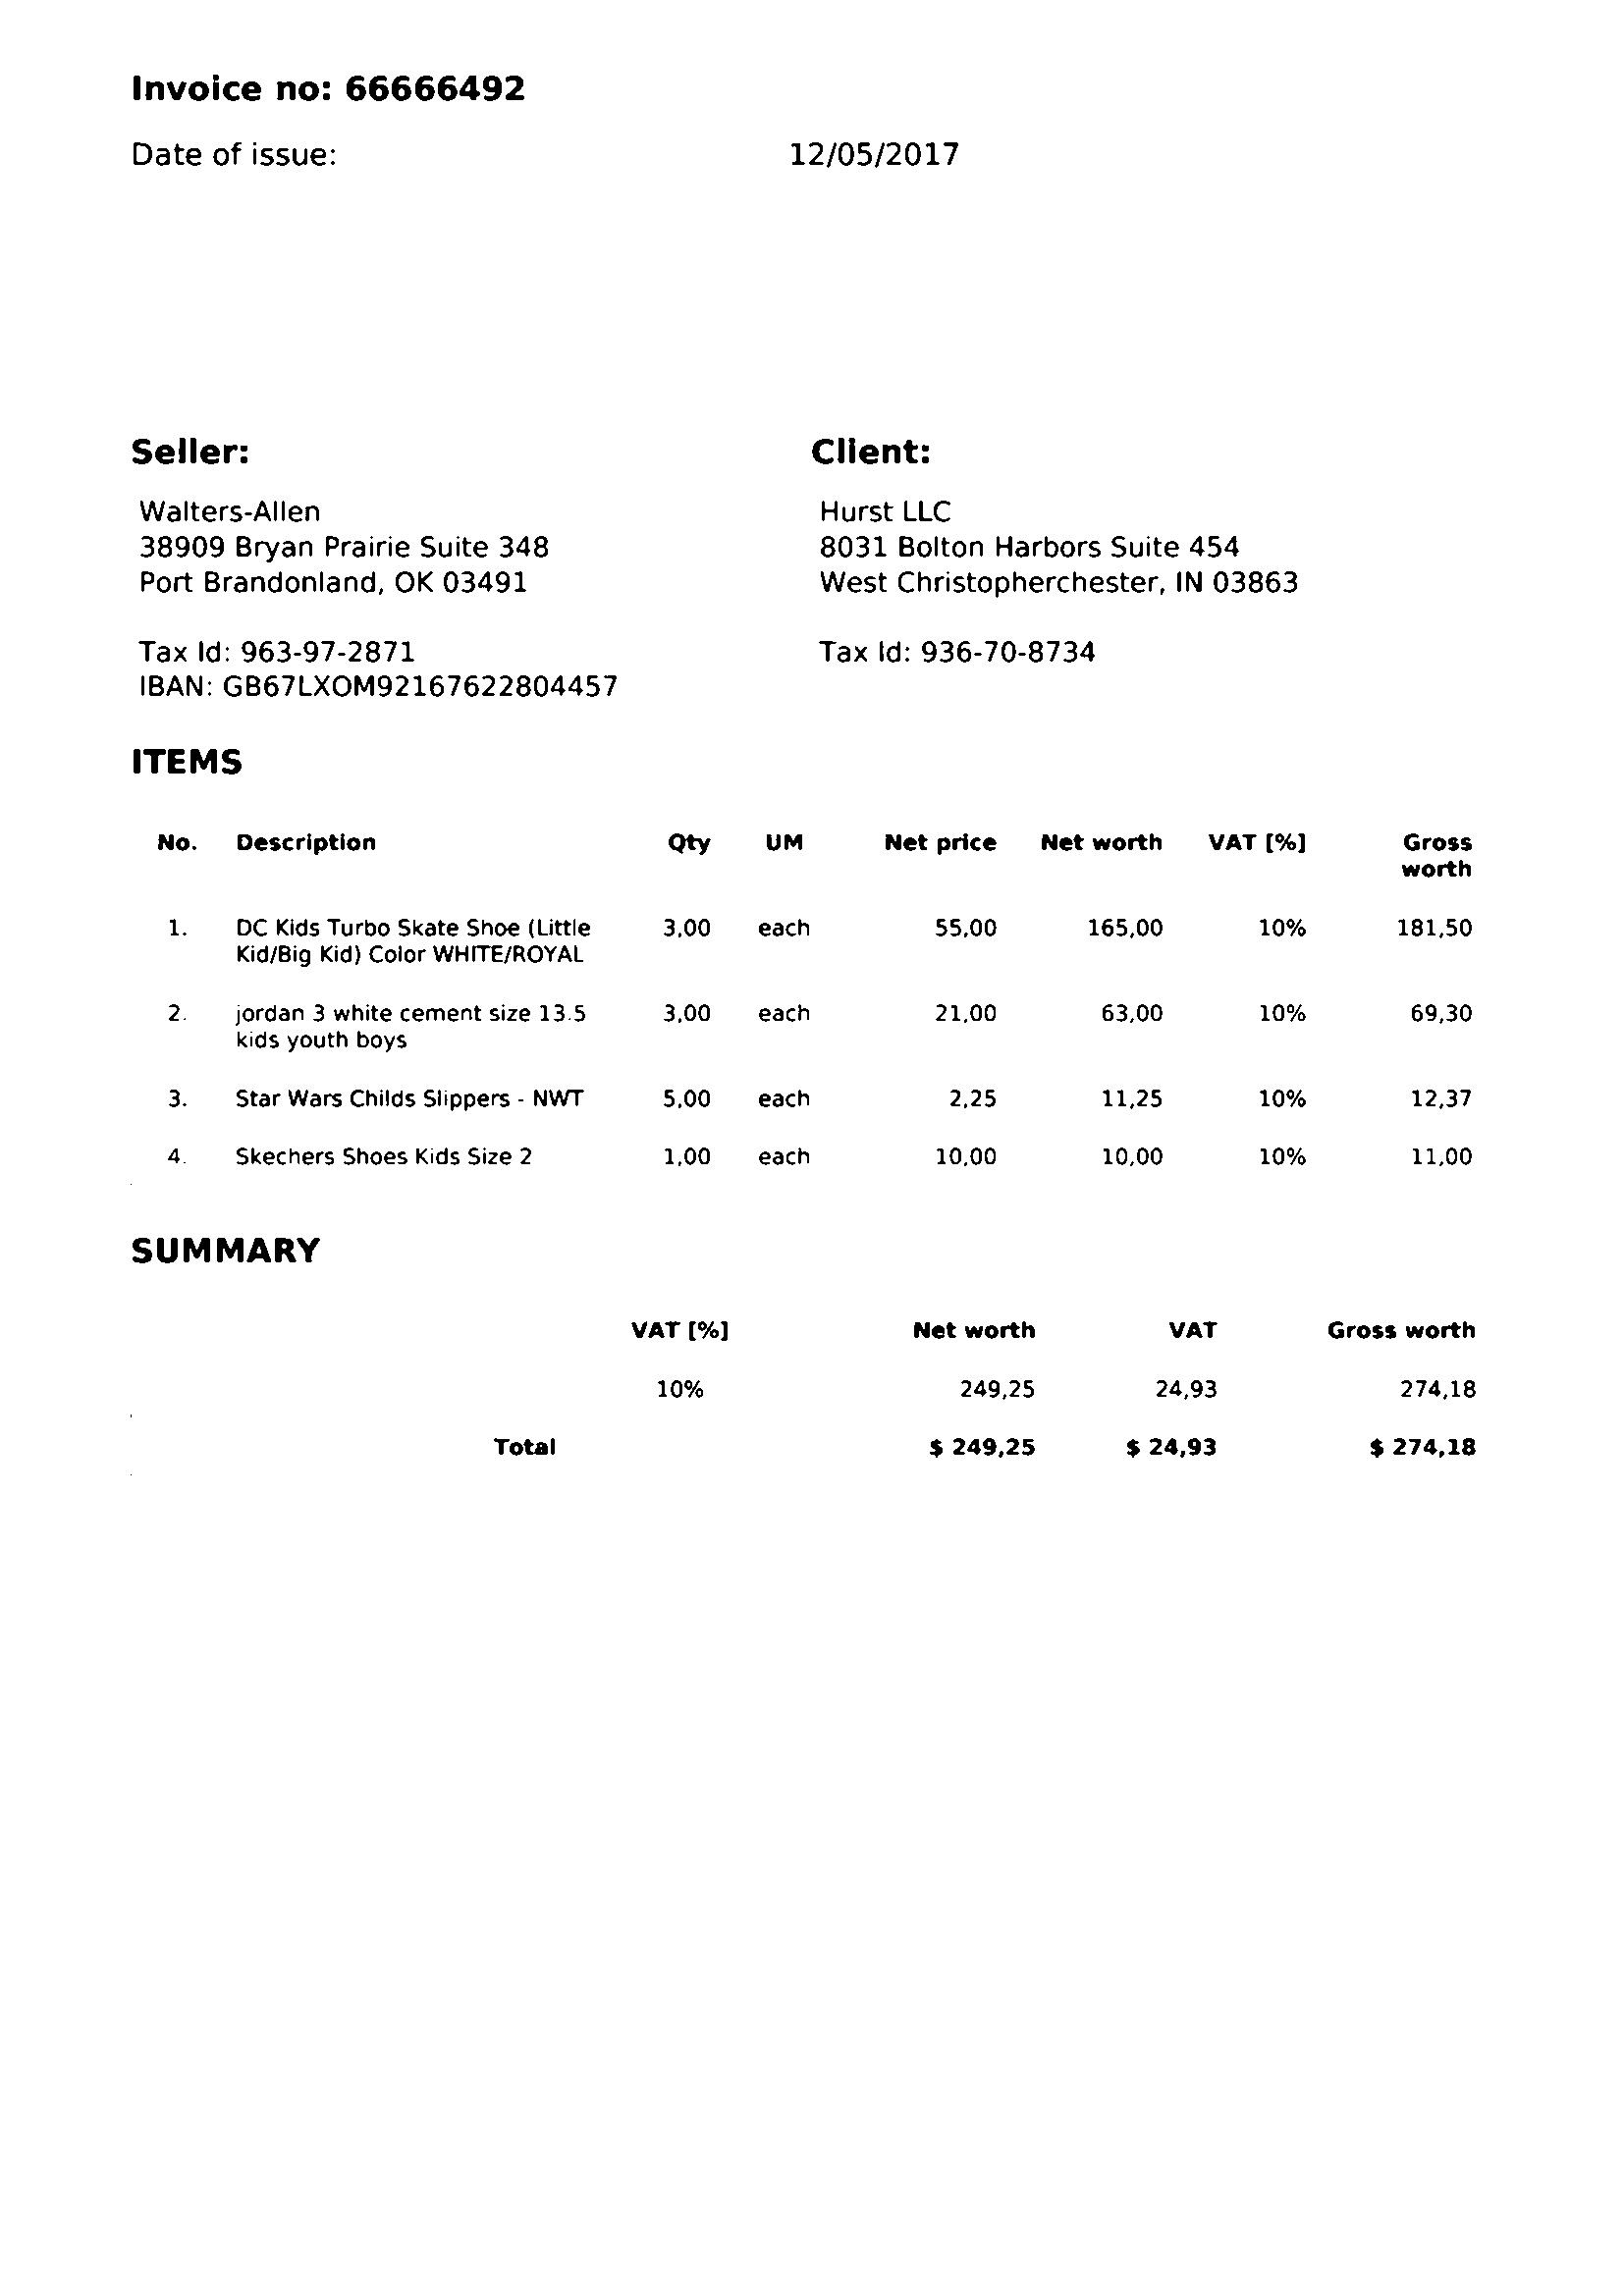 Invoice no: 66666492
Date of issue: 12/05/2017
Seller: Client:
Walters-Allen Hurst LLC
38909 Bryan Prairie Suite 348 8031 Bolton Harbors Suite 454
Port Brandonland, OK 03491 West Christopherchester, IN 03863
Tax Id: 963-97-2871 Tax Id: 936-70-8734
IBAN: GB67LXOM92167622804457
ITEMS
No. Description Qty UM Net price Net worth VAT [%] Gross
worth
1. DC Kids Turbo Skate Shoe (Little 3,00 each 55,00 165,00 10% 181,50
Kid/Big Kid) Color WHITE/ROYAL
2. jordan 3 white cement size 13.5 3,00 each 21,00 63,00 10% 69,30
kids youth boys
3. Star Wars Childs Slippers - NWT 5,00 each 2,25 11,25 10% 12,37
4. Skechers Shoes Kids Size 2 1,00 each 10,00 10,00 10% 11,00
SUMMARY
VAT [%] Net worth VAT Gross worth
10% 249,25 24,93 274,18
Total $ 249,25 $ 24,93 $ 274,18